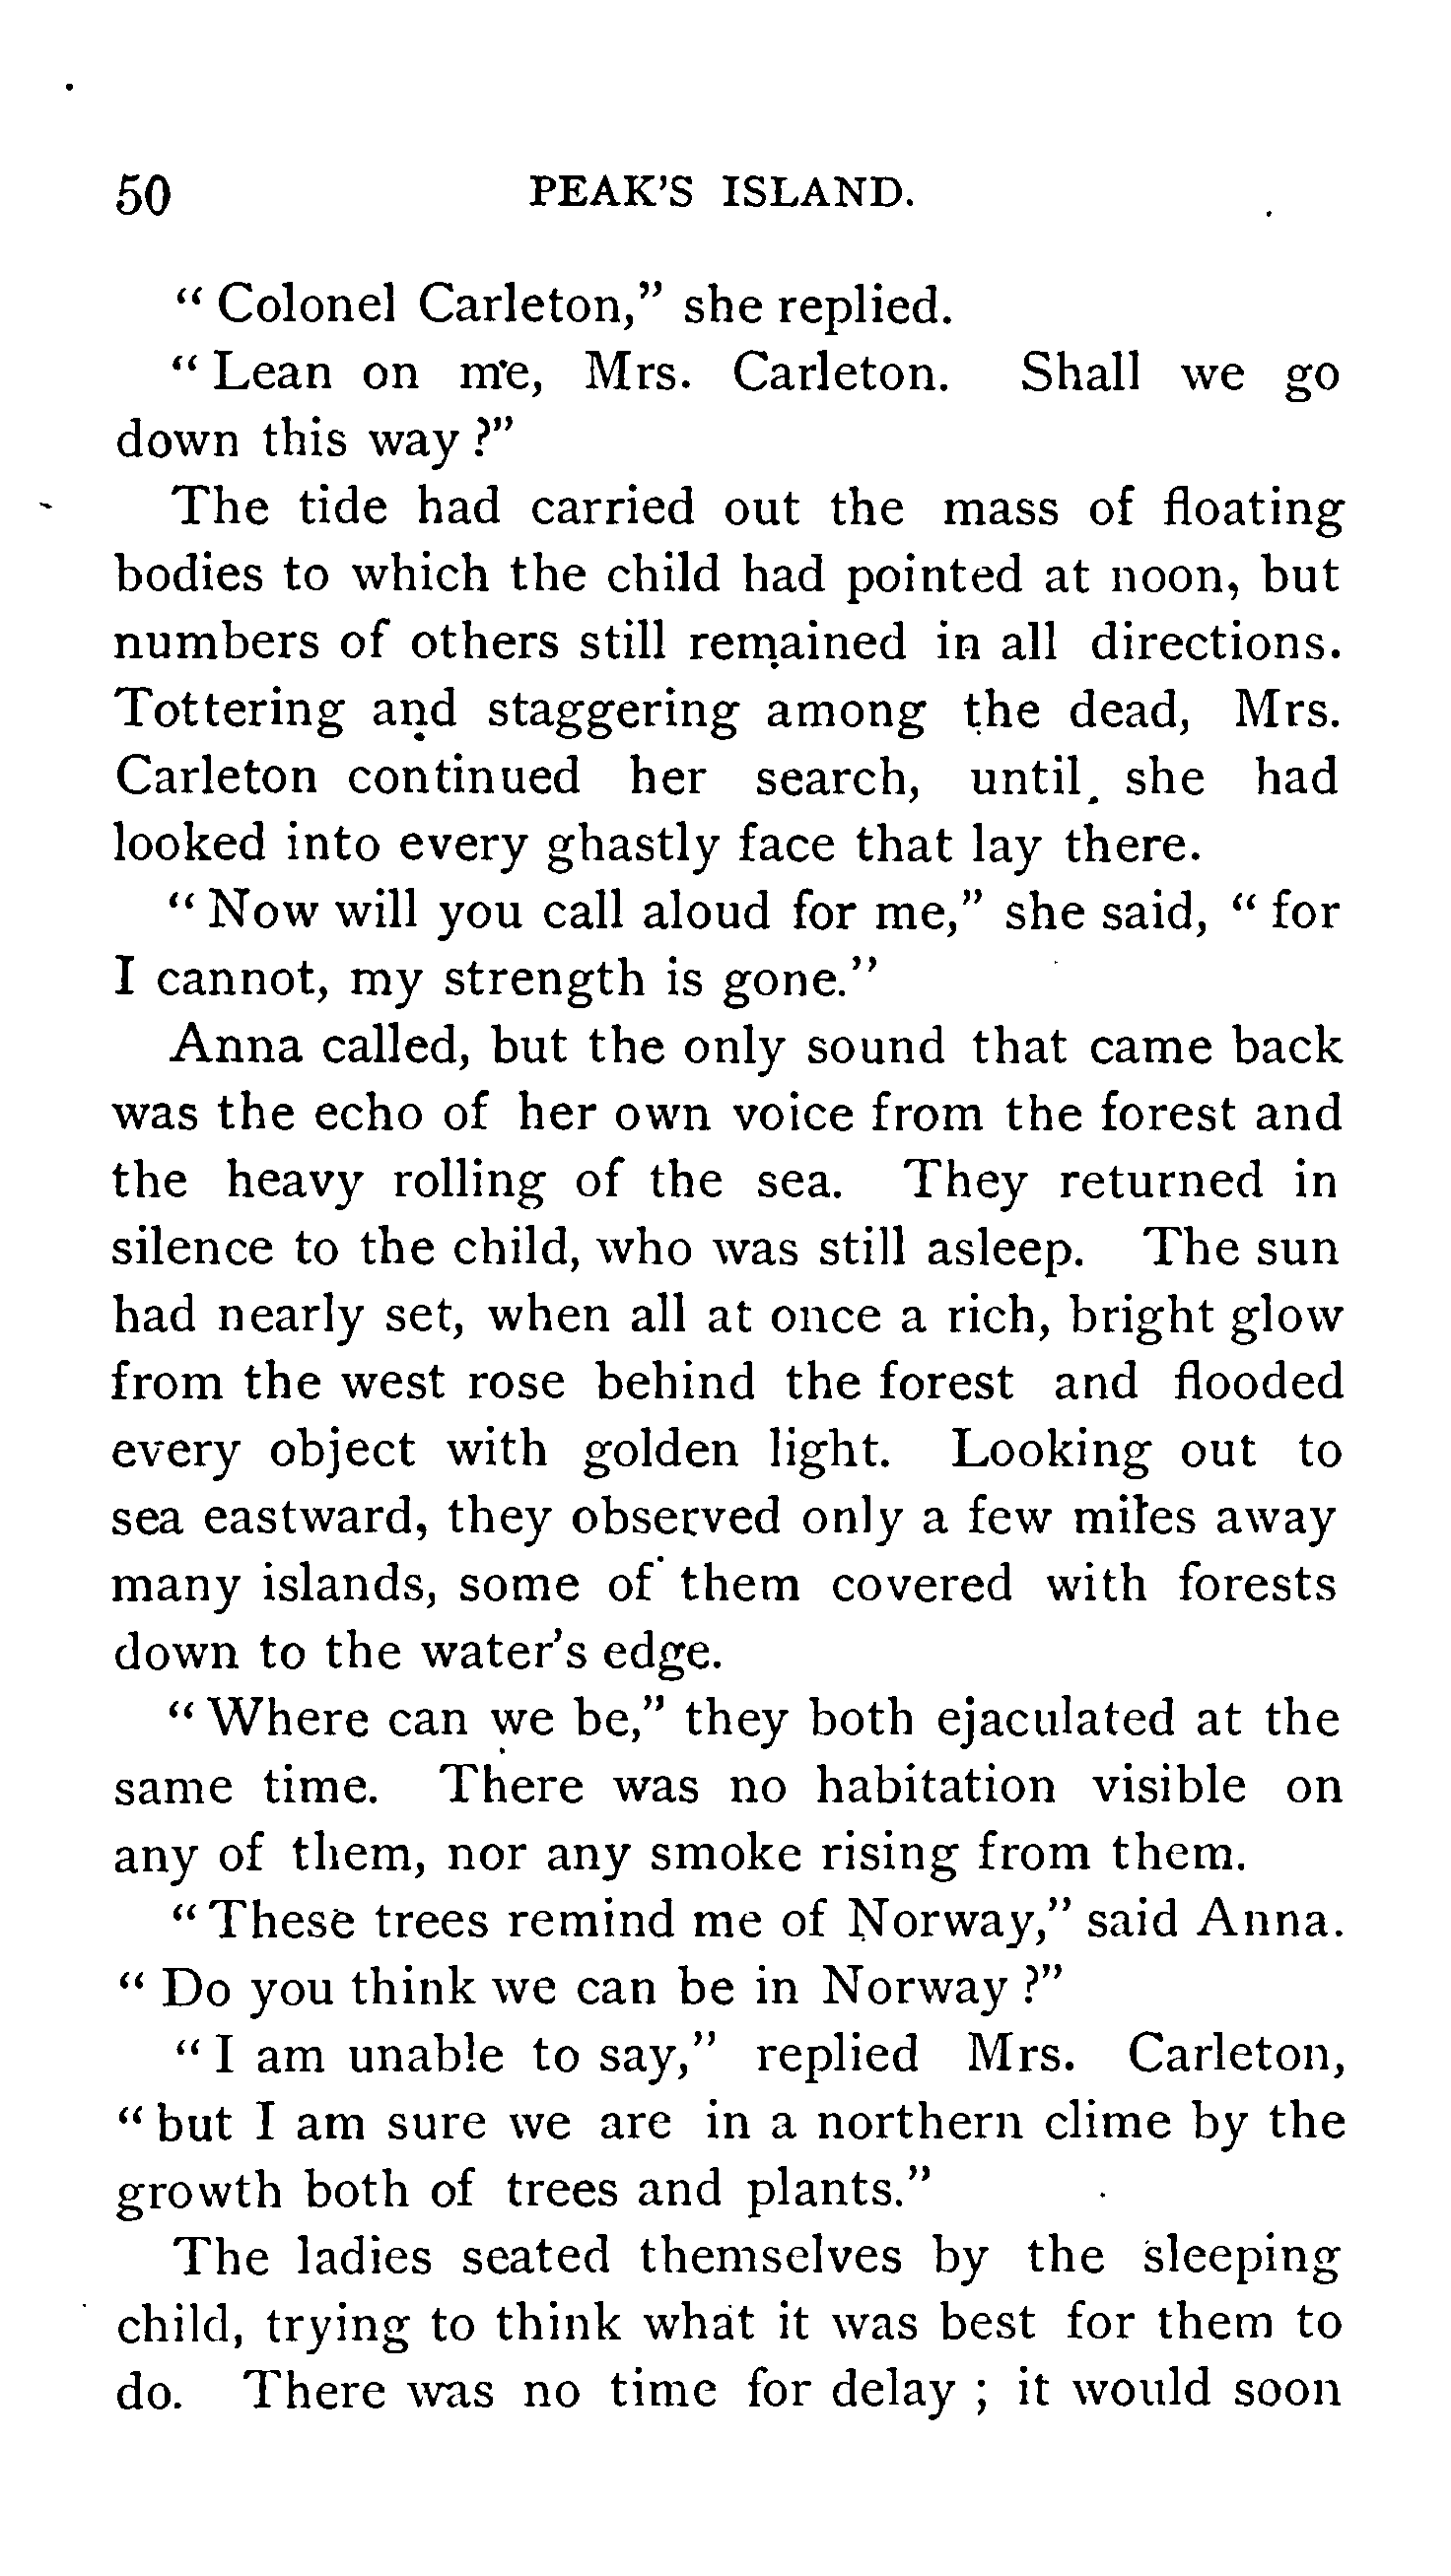 50 PEAK'S ISLAND.
" Colonel Carleton," she replied.
" Lean on me, Mrs. Carleton. Shall we go
down this way ?"
The tide had carried out the mass of floating
bodies to which the child had pointed at noon, but
numbers of others still remained in all directions.
Tottering and staggering among the dead, Mrs.
Carleton continued her search, until she had
looked into every ghastly face that lay there.
" Now will you call aloud for me," she said, " for
I cannot, my strength is gone."
Anna called, but the only sound that came back
was the echo of her own voice from the forest and
the heavy rolling of the sea. They returned in
silence to the child, who was still asleep. The sun
had nearly set, when all at once a rich, bright glow
from the west rose behind the forest and flooded
every object with golden light. Looking out to
sea eastward, they observed only a few miles away
many islands, some of them covered with forests
down to the water's edge.
" Where can we be," they both ejaculated at the
same time. There was no habitation visible on
any of them, nor any smoke rising from them.
" These trees remind me of Norway," said Anna.
" Do you think we can be in Norway ?"
" I am unable to say," replied Mrs. Carleton,
" but I am sure we are in a northern clime by the
growth both of trees and plants."
The ladies seated themselves by the sleeping
child, trying to think what it was best for them to
do. There was no time for delay ; it would soon